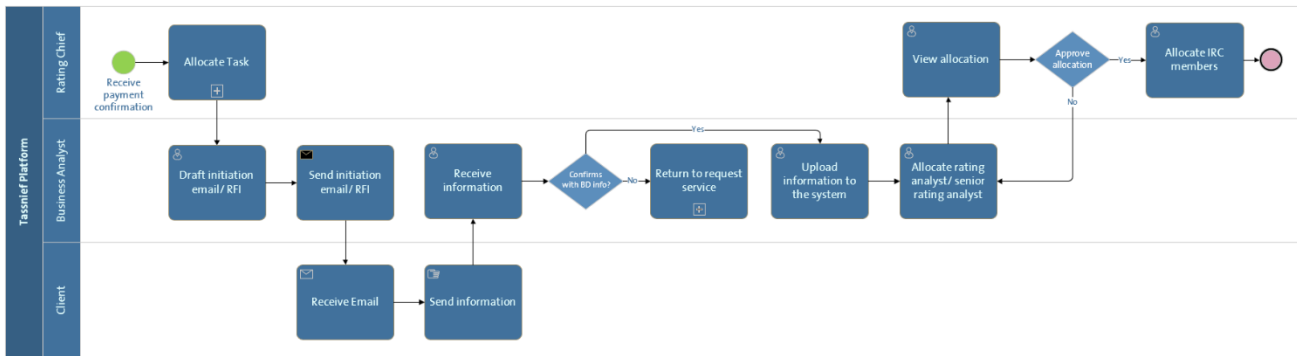 Tassnief Platform
Rating Chief
Receive
payment
confirmation
Allocate Task
View allocation
Approve
allocation
Yes
No
Allocate IRC
members
Business Analyst
Draft initiation
email/ RFI
Send initiation
email/ RFI
Receive
information
Confirms
with BD info?
Yes
No
Return to request
service
Upload
information to
the system
Allocate rating
analyst/ senior
rating analyst
Client
Receive Email
Send information